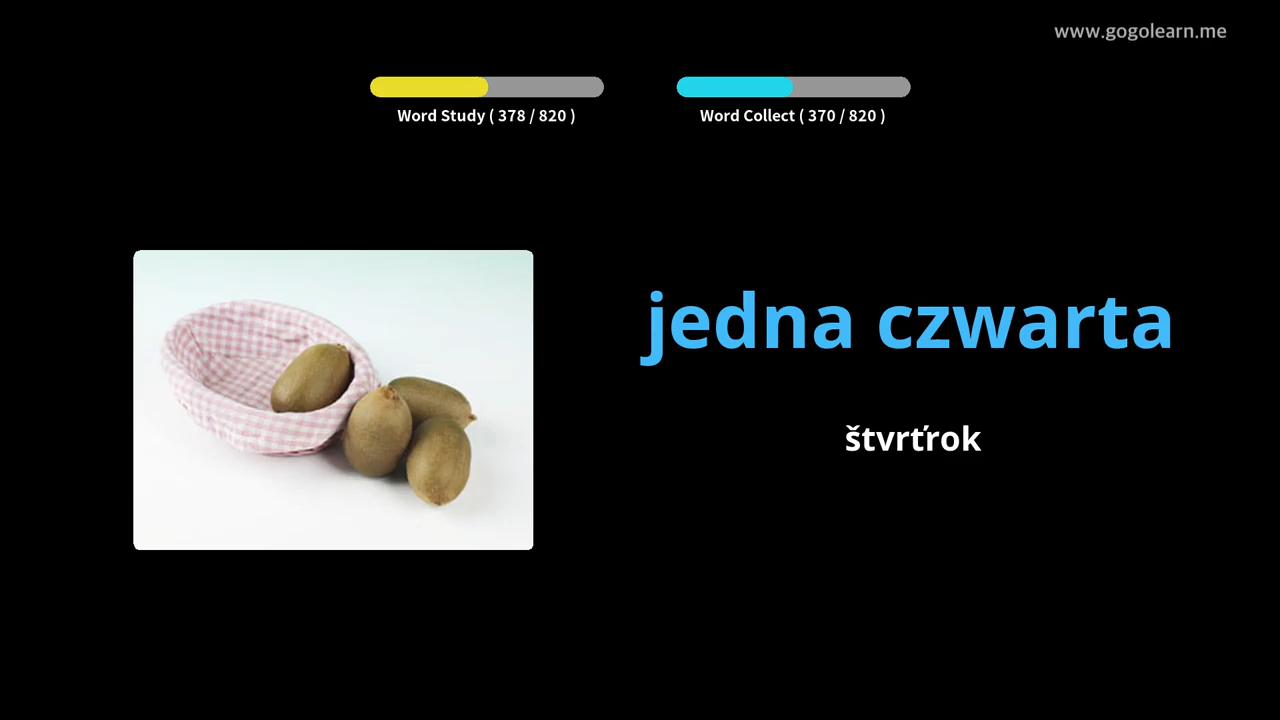 www.gogolearn.me
Word Study ( 378 / 820 )
Word Collect ( 370 / 820 )
jedna czwarta
štvrťrok